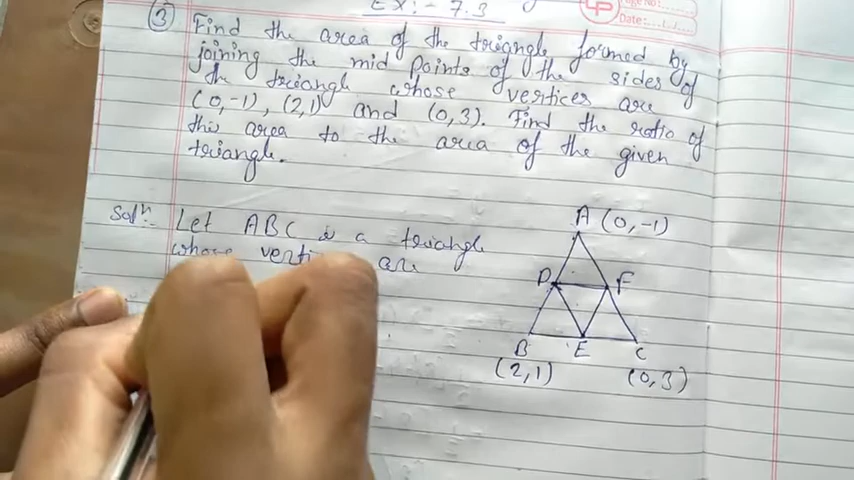 Ex:- 7.3
Page No.:
Date:
③ Find the area of the triangle formed by
joining the mid points of the sides of
the triangle whose vertices are
(0,-1), (2,1) and (0,3). Find the ratio of
this area to the area of the given
triangle.
Solⁿ:- Let ABC is a triangle
whose are
A (0,-1)
D F
B E C
(2,1) (0,3)